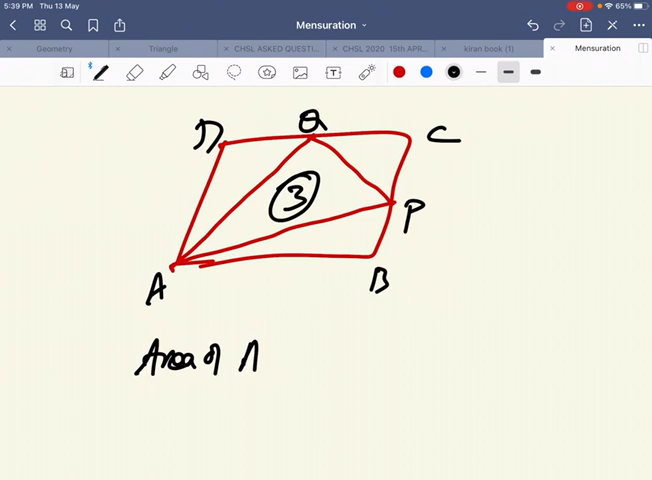 5:39 PM Thu 13 May
65%
Mensuration
Geometry
Triangle
CHSL ASKED QUESTI...
CHSL 2020 15th APR...
kiran book (1)
Mensuration
T
D Q C
3
P
A B
Area of